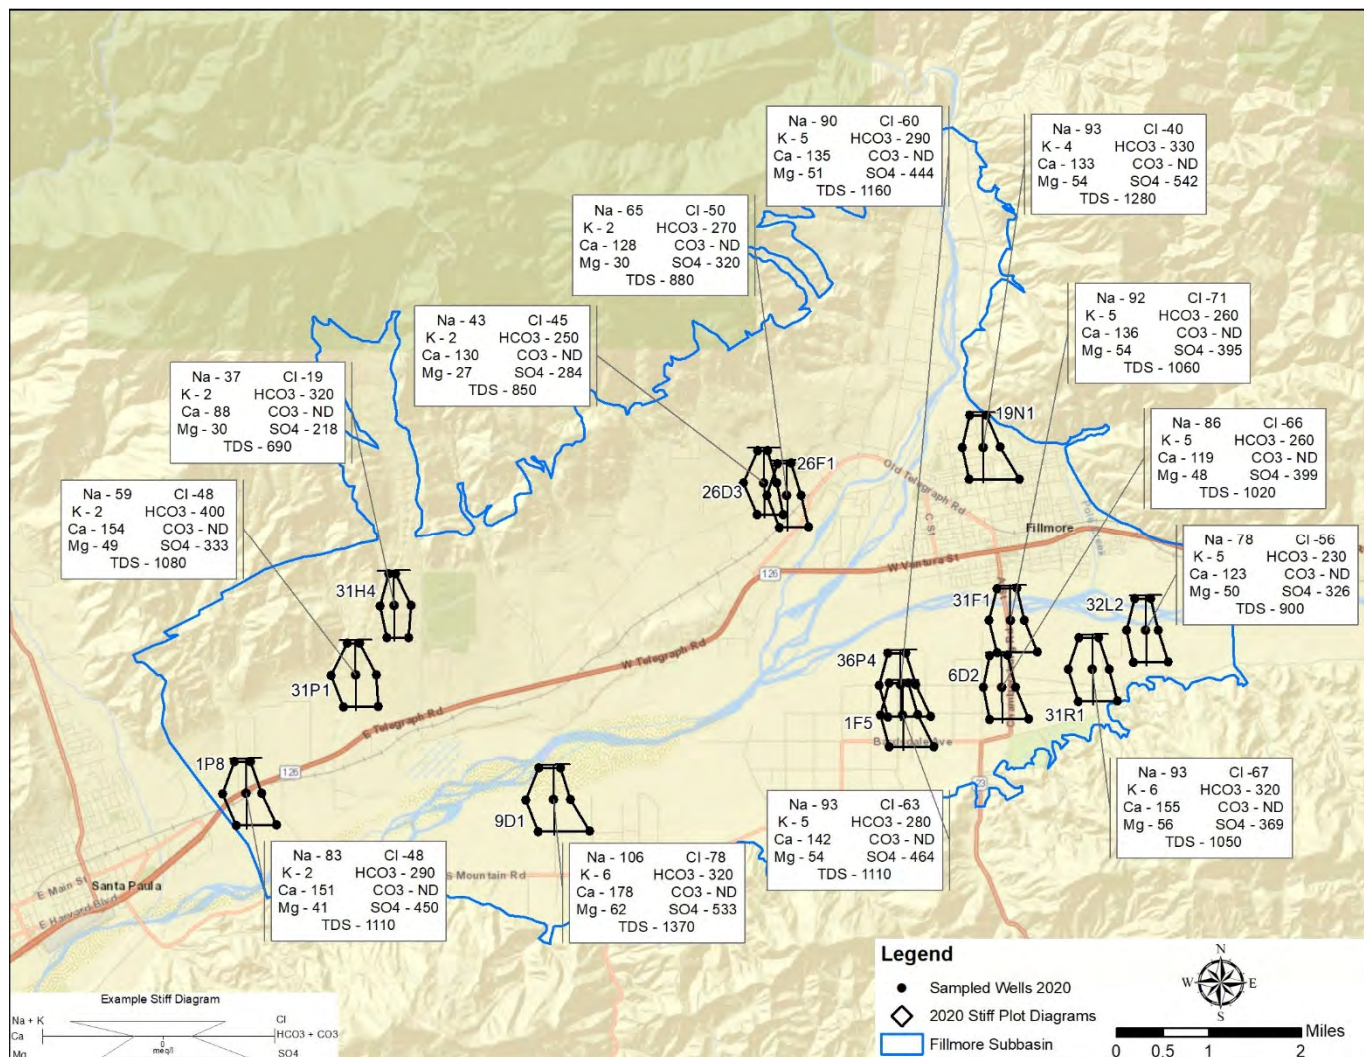 Na - 90 Cl -60
K - 5 HCO3 - 290
Ca - 135 CO3 - ND
Mg - 51 SO4 - 444
TDS - 1160
Na - 93 Cl -40
K - 4 HCO3 - 330
Ca - 133 CO3 - ND
Mg - 54 SO4 - 542
TDS - 1280
Na - 65 Cl -50
K - 2 HCO3 - 270
Ca - 128 CO3 - ND
Mg - 30 SO4 - 320
TDS - 880
Na - 92 Cl -71
K - 5 HCO3 - 260
Ca - 136 CO3 - ND
Mg - 54 SO4 - 395
TDS - 1060
Na - 43 Cl -45
K - 2 HCO3 - 250
Ca - 130 CO3 - ND
Mg - 27 SO4 - 284
TDS - 850
Na - 37 Cl -19
K - 2 HCO3 - 320
Ca - 88 CO3 - ND
Mg - 30 SO4 - 218
TDS - 690
Na - 86 Cl -66
K - 5 HCO3 - 260
Ca - 119 CO3 - ND
Mg - 48 SO4 - 399
TDS - 1020
Na - 59 Cl -48
K - 2 HCO3 - 400
Ca - 154 CO3 - ND
Mg - 49 SO4 - 333
TDS - 1080
Na - 78 Cl -56
K - 5 HCO3 - 230
Ca - 123 CO3 - ND
Mg - 50 SO4 - 326
TDS - 900
19N1
26F1
26D3
Old Telegraph Rd
C St
Fillmore
W Ventura St
126
31H4
31F1
32L2
A St
31P1
W Telegraph Rd
36P4
6D2
31R1
1F5
E Telegraph Rd
Bardsdale Ave
1P8
126
9D1
23
Na - 93 Cl -67
K - 6 HCO3 - 320
Ca - 155 CO3 - ND
Mg - 56 SO4 - 369
TDS - 1050
Na - 93 Cl -63
K - 5 HCO3 - 280
Ca - 142 CO3 - ND
Mg - 54 SO4 - 464
TDS - 1110
Na - 83 Cl -48
K - 2 HCO3 - 290
Ca - 151 CO3 - ND
Mg - 41 SO4 - 450
TDS - 1110
Na - 106 Cl -78
K - 6 HCO3 - 320
Ca - 178 CO3 - ND
Mg - 62 SO4 - 533
TDS - 1370
S Mountain Rd
E Main St
Santa Paula
E Harvard Blvd
Legend
Sampled Wells 2020
2020 Stiff Plot Diagrams
Fillmore Subbasin
N
W E
S
Miles
0 0.5 1 2
Example Stiff Diagram
Na + K Cl
Ca HCO3 + CO3
0
meq/l
Mg SO4